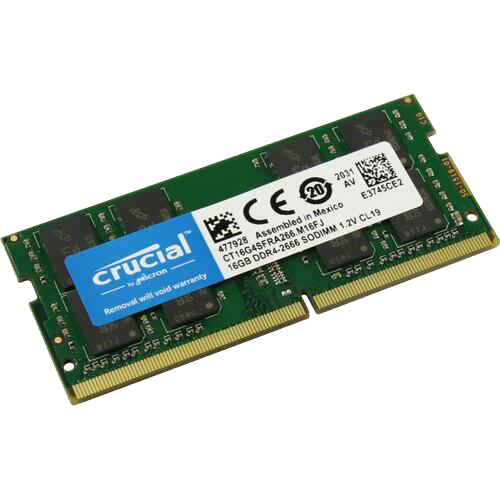 crucial
by Micron
Removal will void warranty
CE
20
2031
AV
E3745CE2
477928 Assembled in Mexico
CT16G4SFRA266.M16FJ
16GB DDR4-2666 SODIMM 1.2V CL19